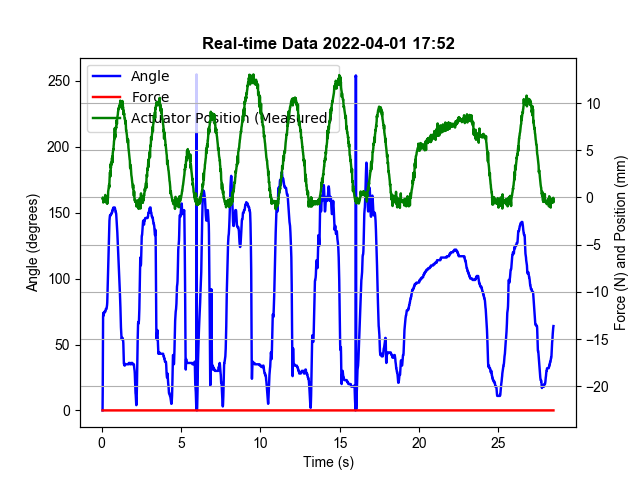 Real-time Data 2022-04-01 17:52
Angle
Force
Actuator Position (Measured)
250
200
150
100
50
0
10
5
0
−5
−10
−15
−20
0
5
10
15
20
25
Angle (degrees)
Force (N) and Position (mm)
Time (s)